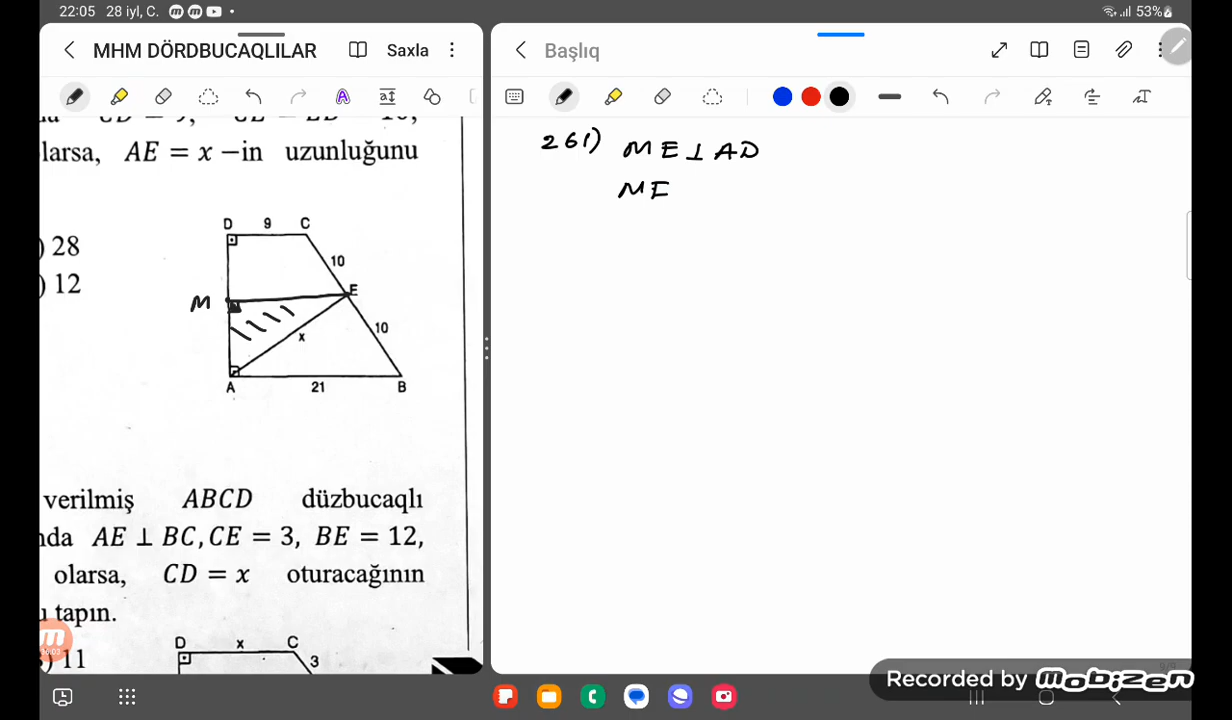 22:05 28 iyl, C. 53%
MHM DÖRDBUCAQLILAR Saxla
larsa, AE = x –in uzunluğunu
) 28
) 12
D 9 C
10
M E
x 10
A 21 B
verilmiş ABCD düzbucaqlı
nda AE ⊥ BC, CE = 3, BE = 12,
olarsa, CD = x oturacağının
tapın.
) 11
D x C
3
Başlıq
261) ME ⊥ AD
ME
Recorded by mobizen